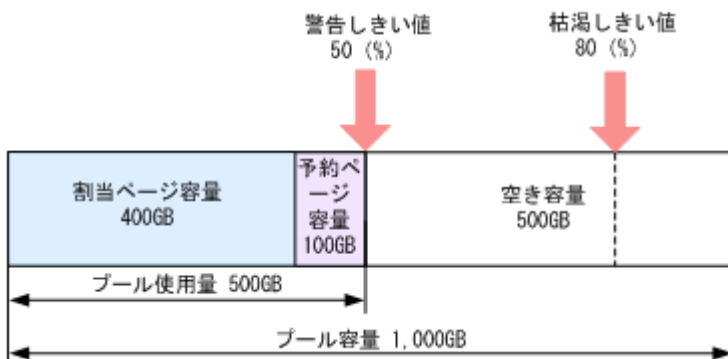 警告しきい値
50 (%)
枯渇しきい値
80 (%)
割当ページ容量
400GB
予約ペ
ージ
容量
100GB
空き容量
500GB
プール使用量 500GB
プール容量 1,000GB